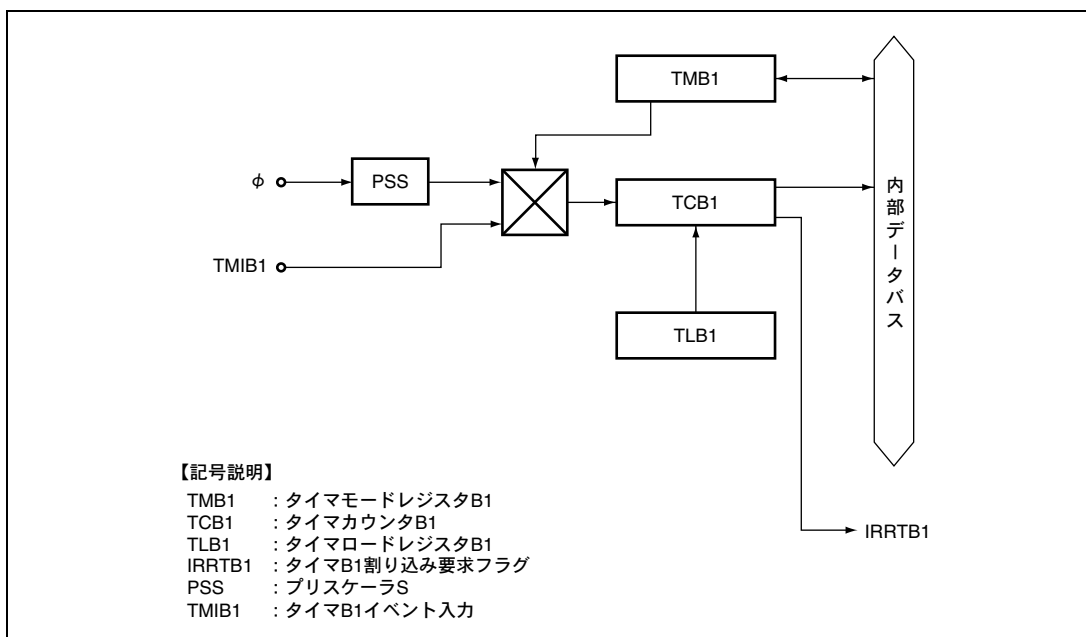 TMB1
φ
PSS
TCB1
TMIB1
TLB1
内部データバス
IRRTB1
【記号説明】
TMB1 : タイマモードレジスタB1
TCB1 : タイマカウンタB1
TLB1 : タイマロードレジスタB1
IRRTB1 : タイマB1割り込み要求フラグ
PSS : プリスケーラS
TMIB1 : タイマB1イベント入力